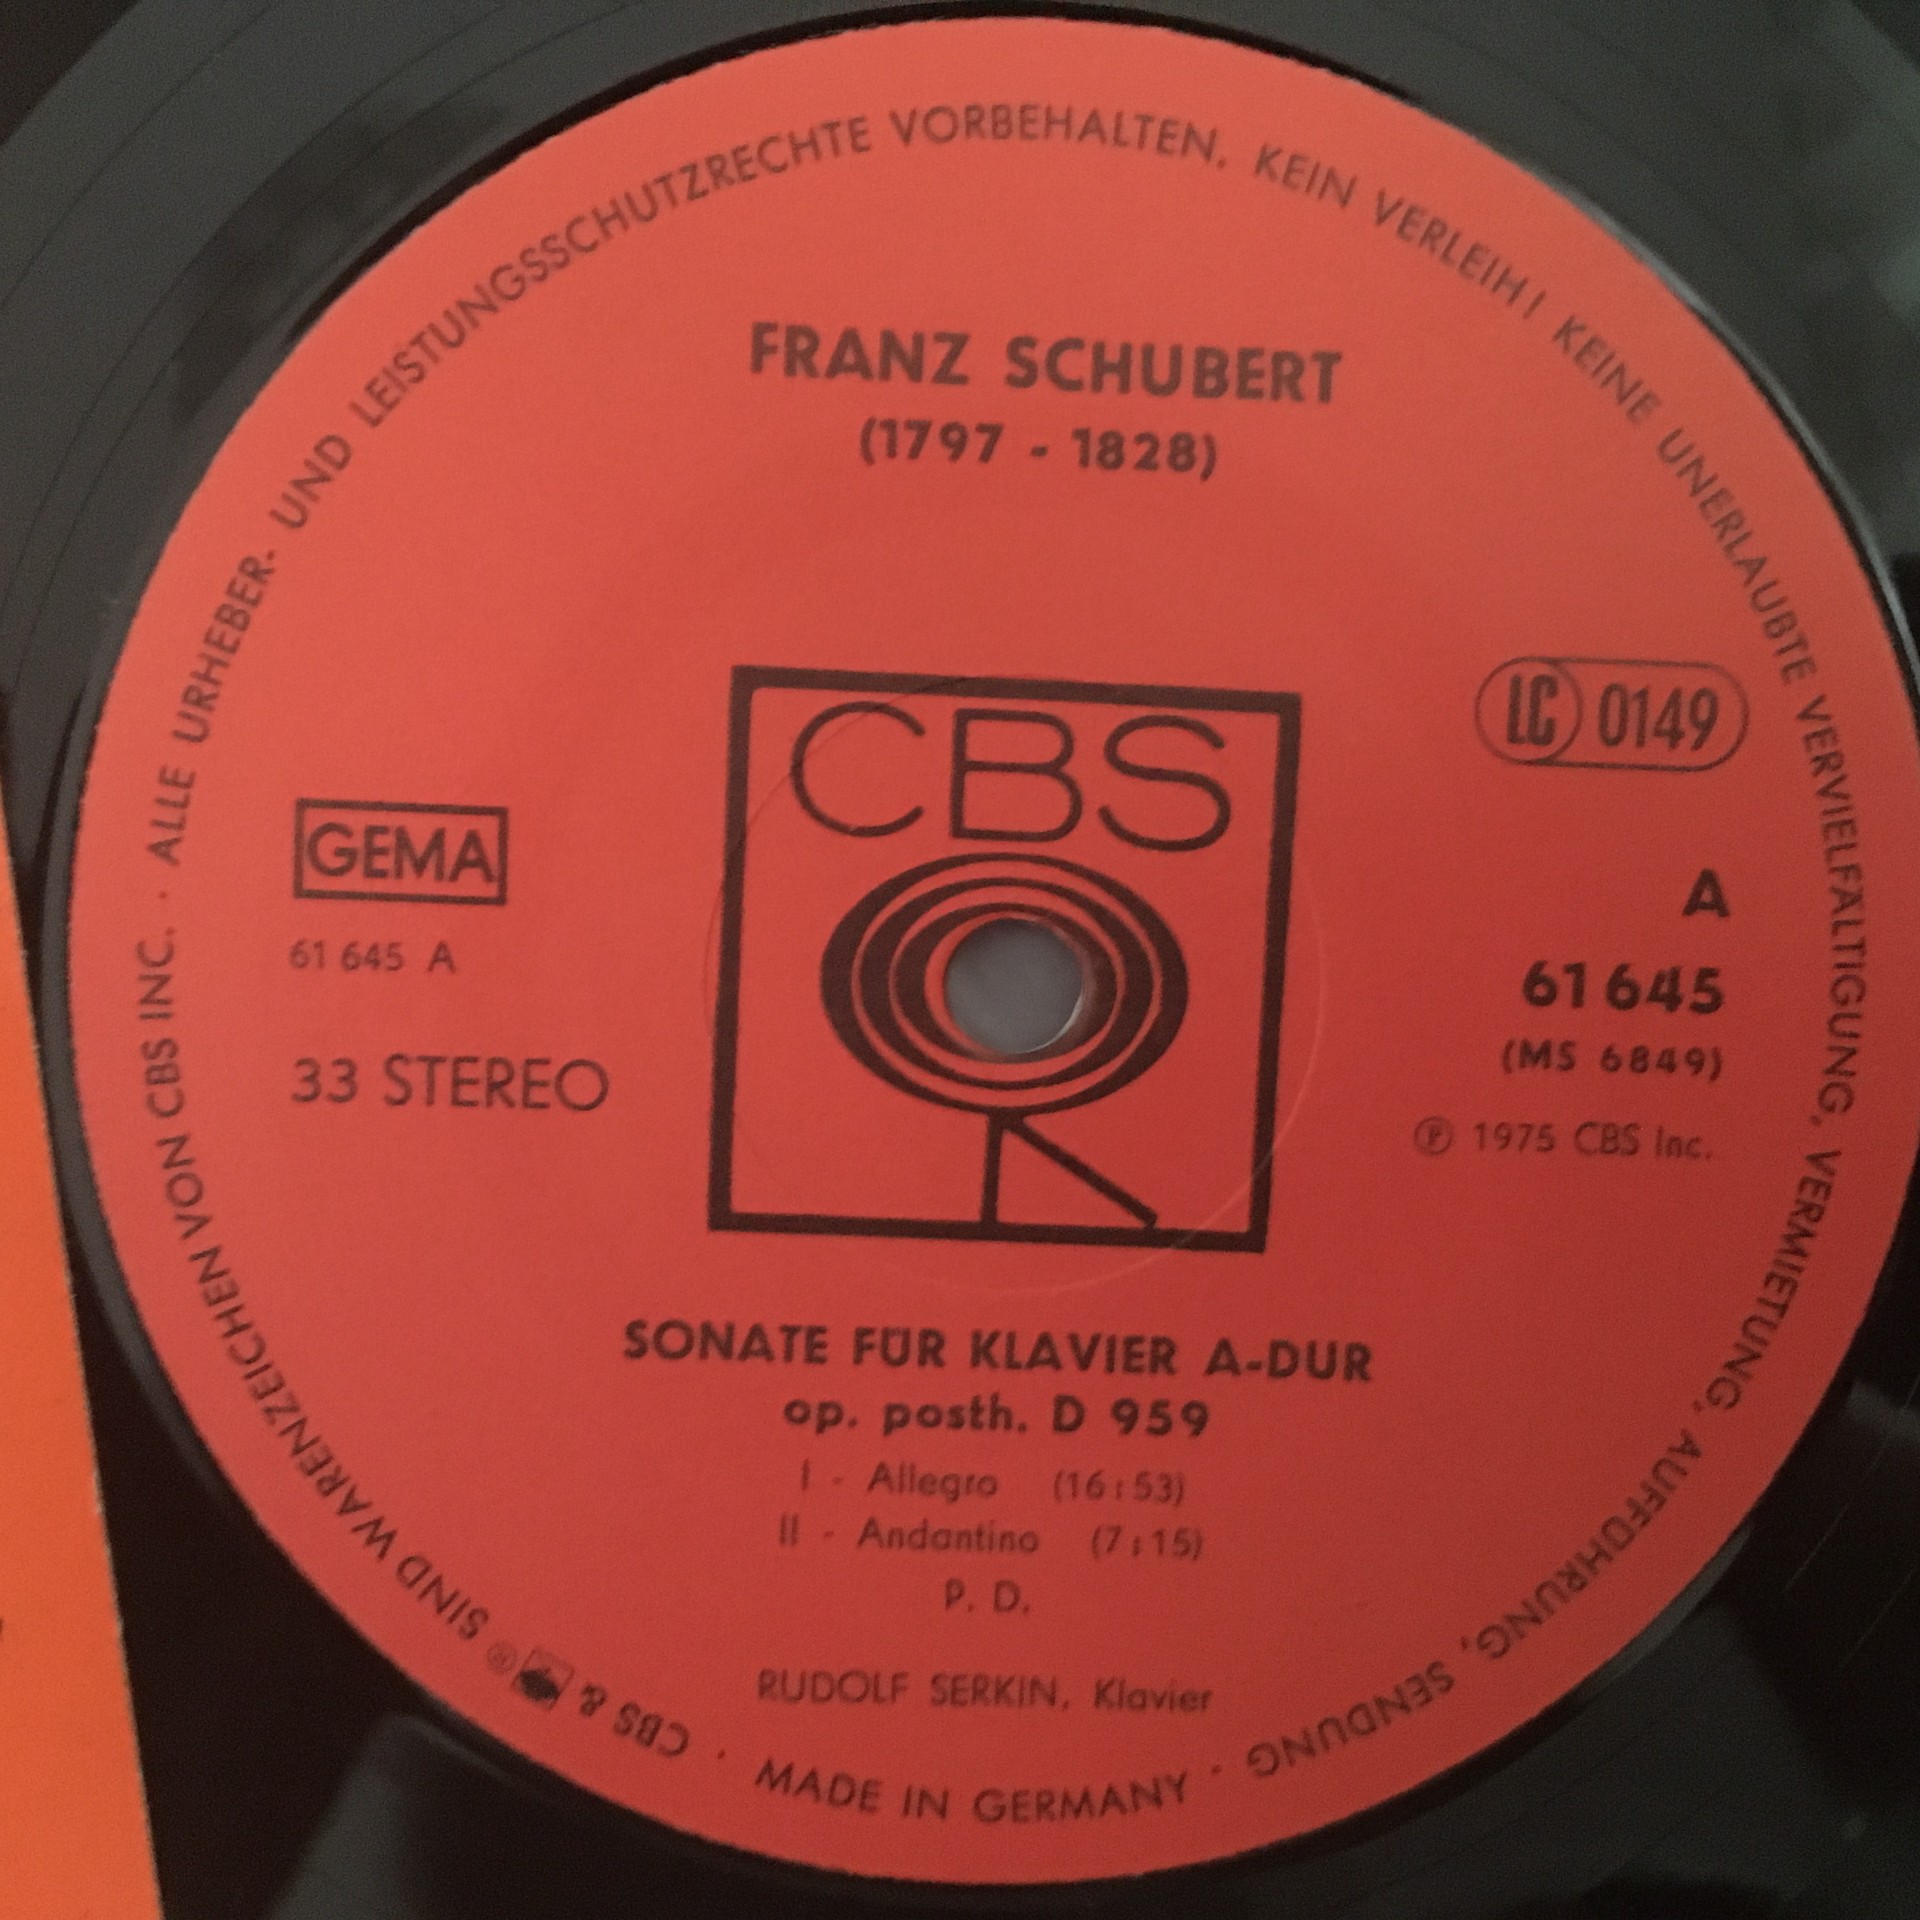 FRANZ SCHUBERT
(1797 - 1828)
CBS
LC 0149
GEMA
61 645 A
33 STEREO
A
61 645
(MS 6849)
℗ 1975 CBS Inc.
SONATE FÜR KLAVIER A-DUR
op. posth. D 959
I - Allegro (16:53)
II - Andantino (7:15)
P. D.
RUDOLF SERKIN, Klavier
CBS & ® SIND WARENZEICHEN VON CBS INC. · ALLE URHEBER- UND LEISTUNGSSCHUTZRECHTE VORBEHALTEN. KEIN VERLEIH! KEINE UNERLAUBTE VERVIELFÄLTIGUNG, VERMIETUNG, AUFFÜHRUNG, SENDUNG · MADE IN GERMANY ·